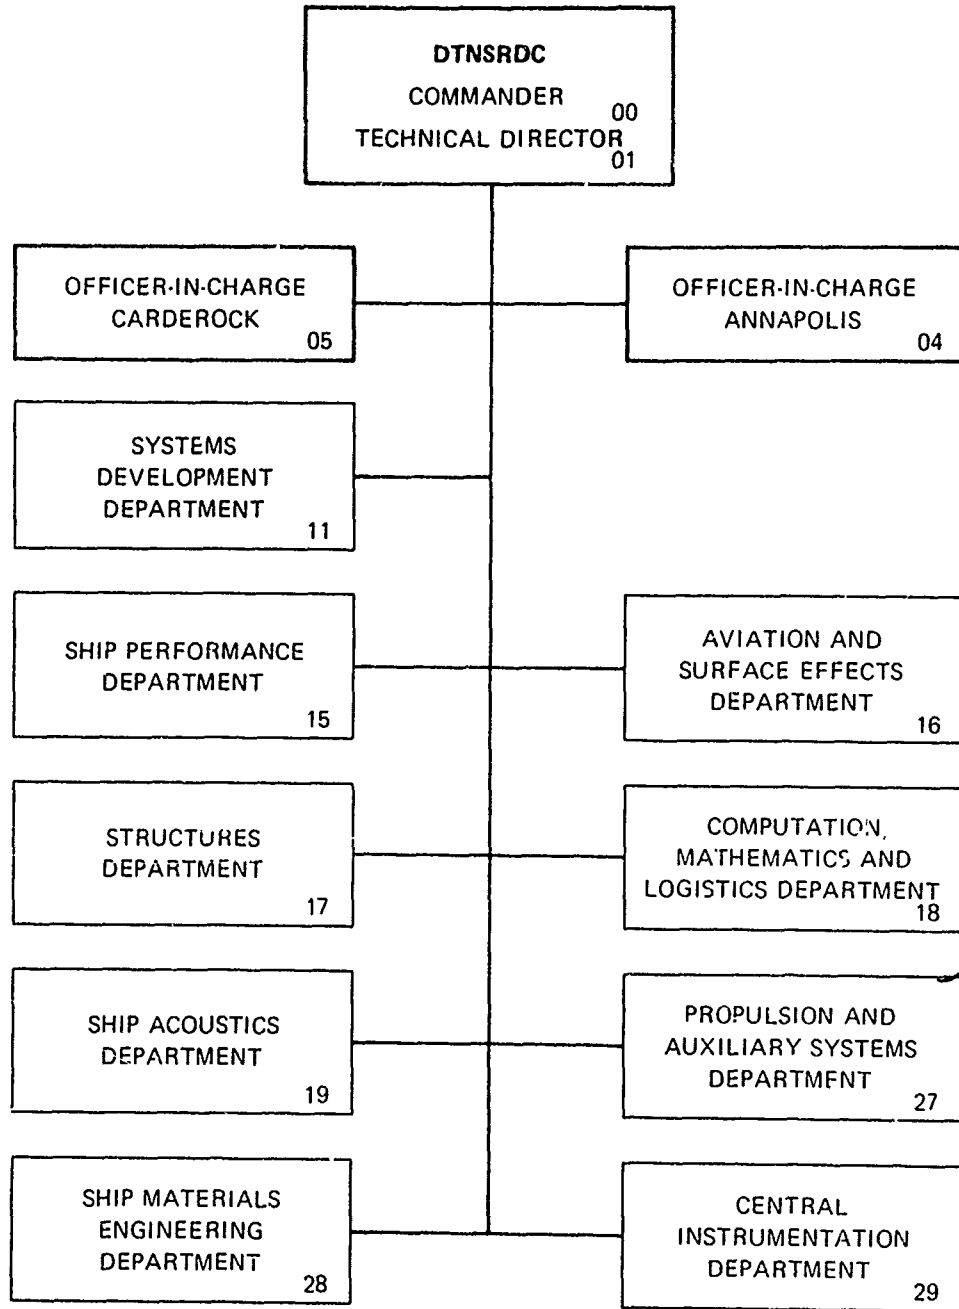 DTNSRDC
COMMANDER
00
TECHNICAL DIRECTOR
01
OFFICER-IN-CHARGE
CARDEROCK
05
OFFICER-IN-CHARGE
ANNAPOLIS
04
SYSTEMS
DEVELOPMENT
DEPARTMENT
11
SHIP PERFORMANCE
DEPARTMENT
15
AVIATION AND
SURFACE EFFECTS
DEPARTMENT
16
STRUCTURES
DEPARTMENT
17
COMPUTATION,
MATHEMATICS AND
LOGISTICS DEPARTMENT
18
SHIP ACOUSTICS
DEPARTMENT
19
PROPULSION AND
AUXILIARY SYSTEMS
DEPARTMENT
27
SHIP MATERIALS
ENGINEERING
DEPARTMENT
28
CENTRAL
INSTRUMENTATION
DEPARTMENT
29